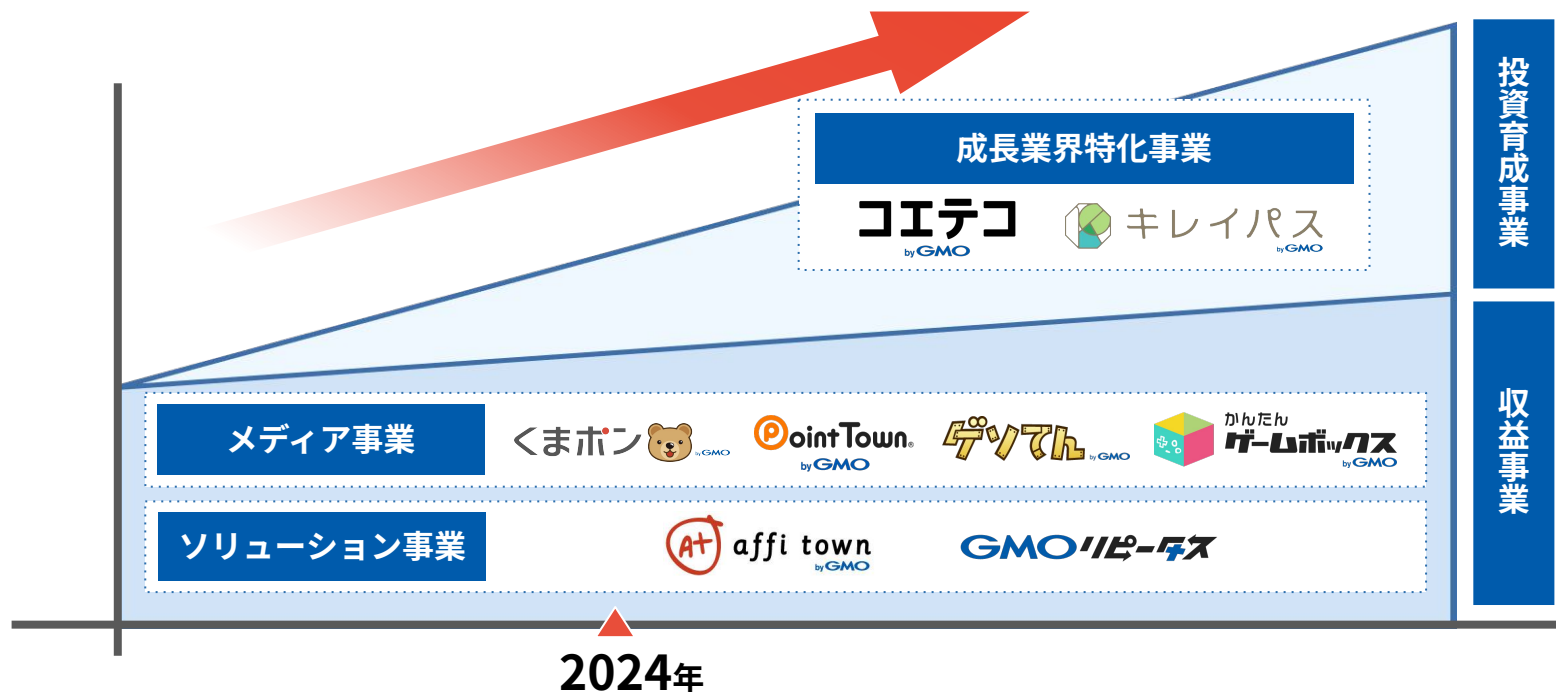 成長業界特化事業
コエテコ
by GMO
キレイパス
by GMO
投資育成事業
メディア事業
くまポン
by GMO
PointTown®
by GMO
ゲソてん
by GMO
かんたん
ゲームボックス
by GMO
ソリューション事業
A+
affi town
by GMO
GMOリピータス
収益事業
2024年